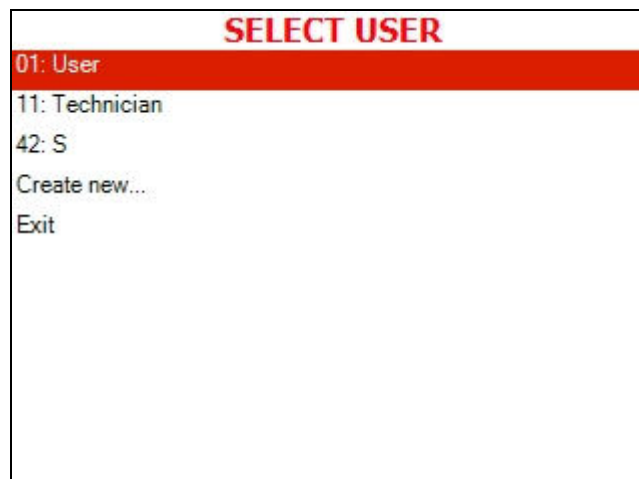 SELECT USER
01: User
11: Technician
42: S
Create new...
Exit